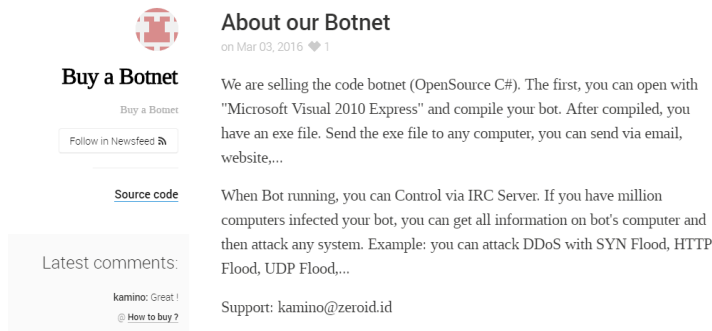 Buy a Botnet
Buy a Botnet
Follow in Newsfeed
Source code
Latest comments:
kamino: Great !
@ How to buy ?
About our Botnet
on Mar 03, 2016 1
We are selling the code botnet (OpenSource C#). The first, you can open with
"Microsoft Visual 2010 Express" and compile your bot. After compiled, you
have an exe file. Send the exe file to any computer, you can send via email,
website,...
When Bot running, you can Control via IRC Server. If you have million
computers infected your bot, you can get all information on bot's computer and
then attack any system. Example: you can attack DDoS with SYN Flood, HTTP
Flood, UDP Flood,...
Support: kamino@zeroid.id